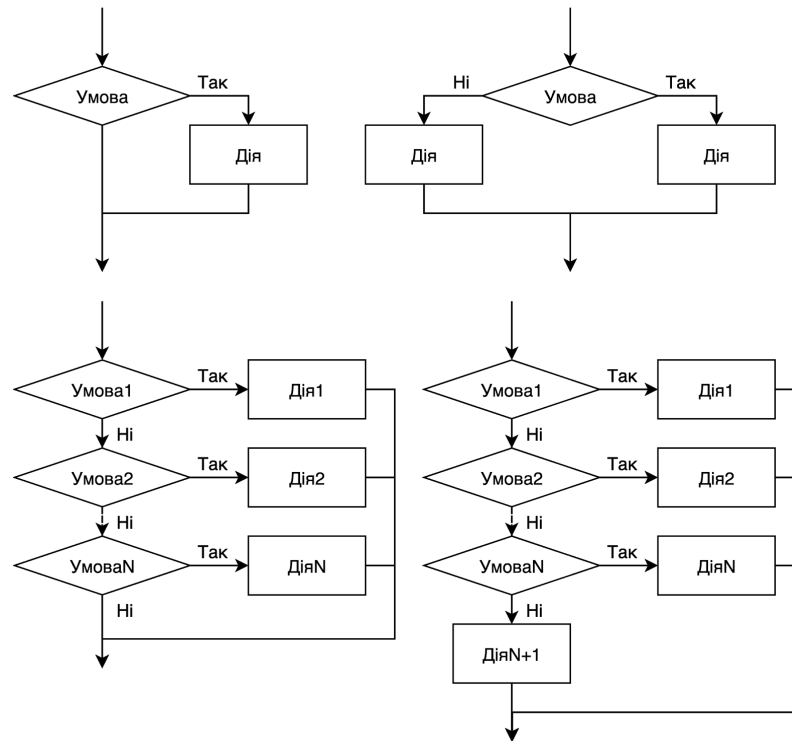 Умова
Так
Дія
Ні
Умова
Так
Дія
Дія
Умова1
Так
Дія1
Ні
Умова2
Так
Дія2
Ні
УмоваN
Так
ДіяN
Ні
Умова1
Так
Дія1
Ні
Умова2
Так
Дія2
Ні
УмоваN
Так
ДіяN
Ні
ДіяN+1